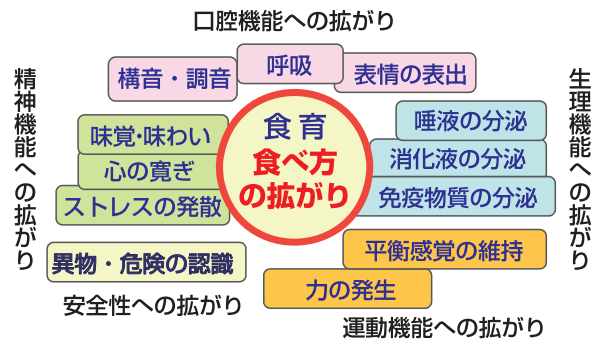 口腔機能への拡がり
構音・調音
呼吸
表情の表出
精神機能への拡がり
味覚・味わい
心の寛ぎ
ストレスの発散
食育
食べ方
の拡がり
唾液の分泌
消化液の分泌
免疫物質の分泌
生理機能への拡がり
異物・危険の認識
安全性への拡がり
平衡感覚の維持
力の発生
運動機能への拡がり